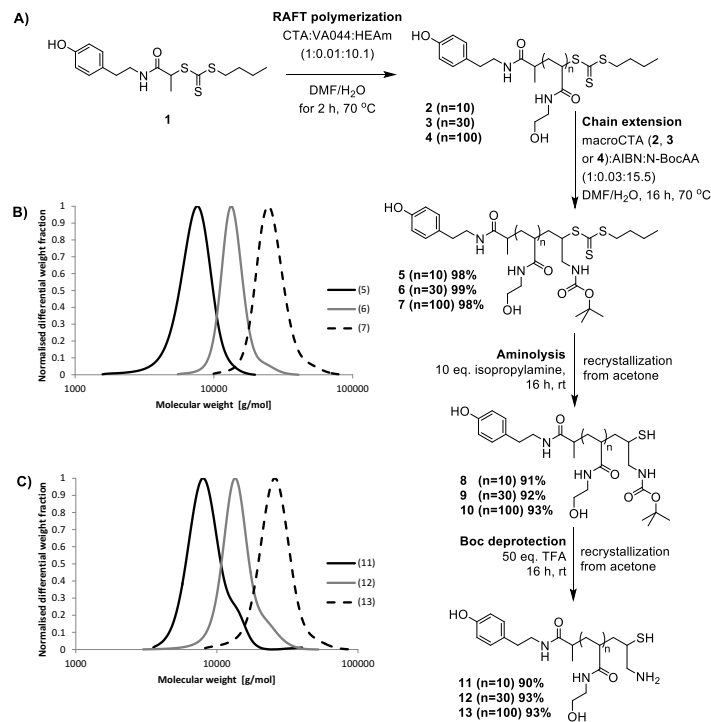 A)
RAFT polymerization
CTA:VA044:HEAm
(1:0.01:10.1)
DMF/H2O
for 2 h, 70 °C
HO
O
N
H
S
S
S
1
HO
O
N
H
n
S
S
S
HN
O
OH
2 (n=10)
3 (n=30)
4 (n=100)
Chain extension
macroCTA (2, 3
or 4):AIBN:N-BocAA
(1:0.03:15.5)
DMF/H2O, 16 h, 70 °C
B)
Normalised differential weight fraction
1
0.9
0.8
0.7
0.6
0.5
0.4
0.3
0.2
0.1
0
1000
10000
100000
Molecular weight [g/mol]
(5)
(6)
(7)
HO
O
N
H
n
S
S
S
HN
O
OH
NH
O
O
5 (n=10) 98%
6 (n=30) 99%
7 (n=100) 98%
Aminolysis
10 eq. isopropylamine,
16 h, rt
recrystallization
from acetone
HO
O
N
H
n
SH
HN
O
OH
NH
O
O
8 (n=10) 91%
9 (n=30) 92%
10 (n=100) 93%
C)
Normalised differential weight fraction
1
0.9
0.8
0.7
0.6
0.5
0.4
0.3
0.2
0.1
0
1000
10000
100000
Molecular weight [g/mol]
(11)
(12)
(13)
Boc deprotection
50 eq. TFA
16 h, rt
recrystallization
from acetone
HO
O
N
H
n
SH
HN
O
OH
NH2
11 (n=10) 90%
12 (n=30) 93%
13 (n=100) 93%